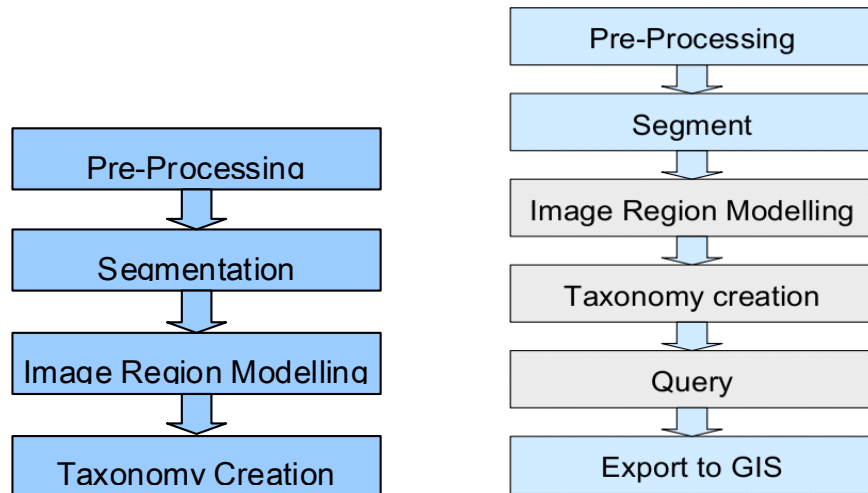 Pre-Processing
Segmentation
Image Region Modelling
Taxonomy Creation
Pre-Processing
Segment
Image Region Modelling
Taxonomy creation
Query
Export to GIS